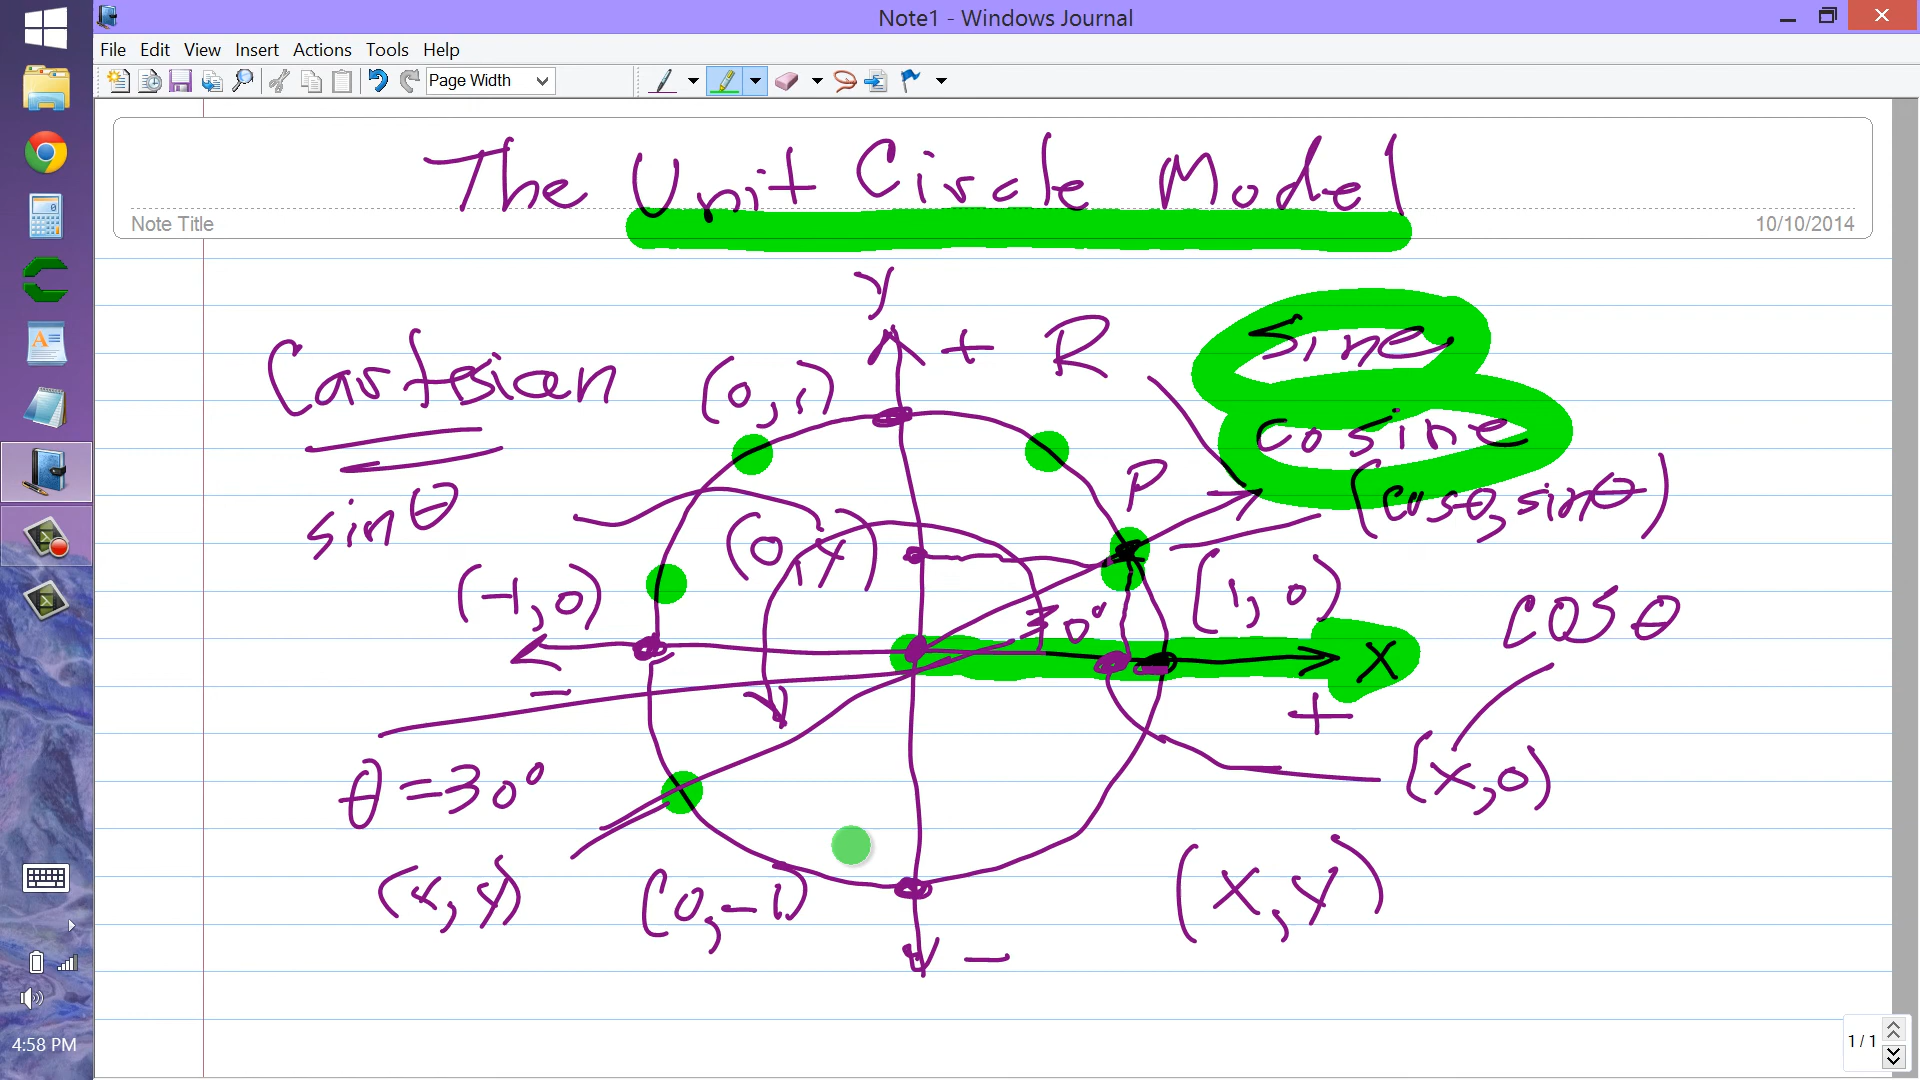 Note1 - Windows Journal
File Edit View Insert Actions Tools Help
Page Width
The Unit Circle Model
Note Title
10/10/2014
y
+ R
sine
Cartesian
(0, 1)
cosine
P
(cosθ, sinθ)
sinθ
(0, y)
(-1, 0)
30°
(1, 0)
cosθ
x
-
+
θ = 30°
(x, 0)
(x, y)
(0, -1)
(x, y)
-
1 / 1
4:58 PM